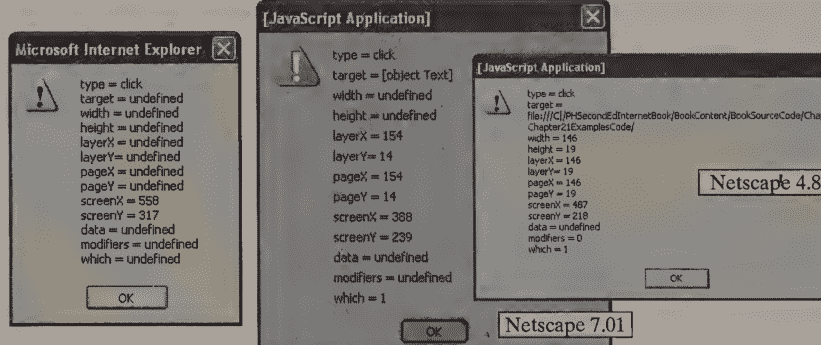 Microsoft Internet Explorer
type = click
target = undefined
width = undefined
height = undefined
layerX = undefined
layerY= undefined
pageX = undefined
pageY = undefined
screenX = 558
screenY = 317
data = undefined
modifiers = undefined
which = undefined
OK
[JavaScript Application]
type = click
target = [object Text]
width = undefined
height = undefined
layerX = 154
layerY= 14
pageX = 154
pageY = 14
screenX = 388
screenY = 239
data = undefined
modifiers = undefined
which = 1
OK
Netscape 7.01
[JavaScript Application]
type = click
target =
file:///C|/PHSecondEdInternetBook/BookContent/BookSourceCode/Cha
Chapter21ExamplesCode/
width = 146
height = 19
layerX = 146
layerY= 19
pageX = 146
pageY = 19
screenX = 467
screenY = 218
data = undefined
modifiers = 0
which = 1
OK
Netscape 4.8